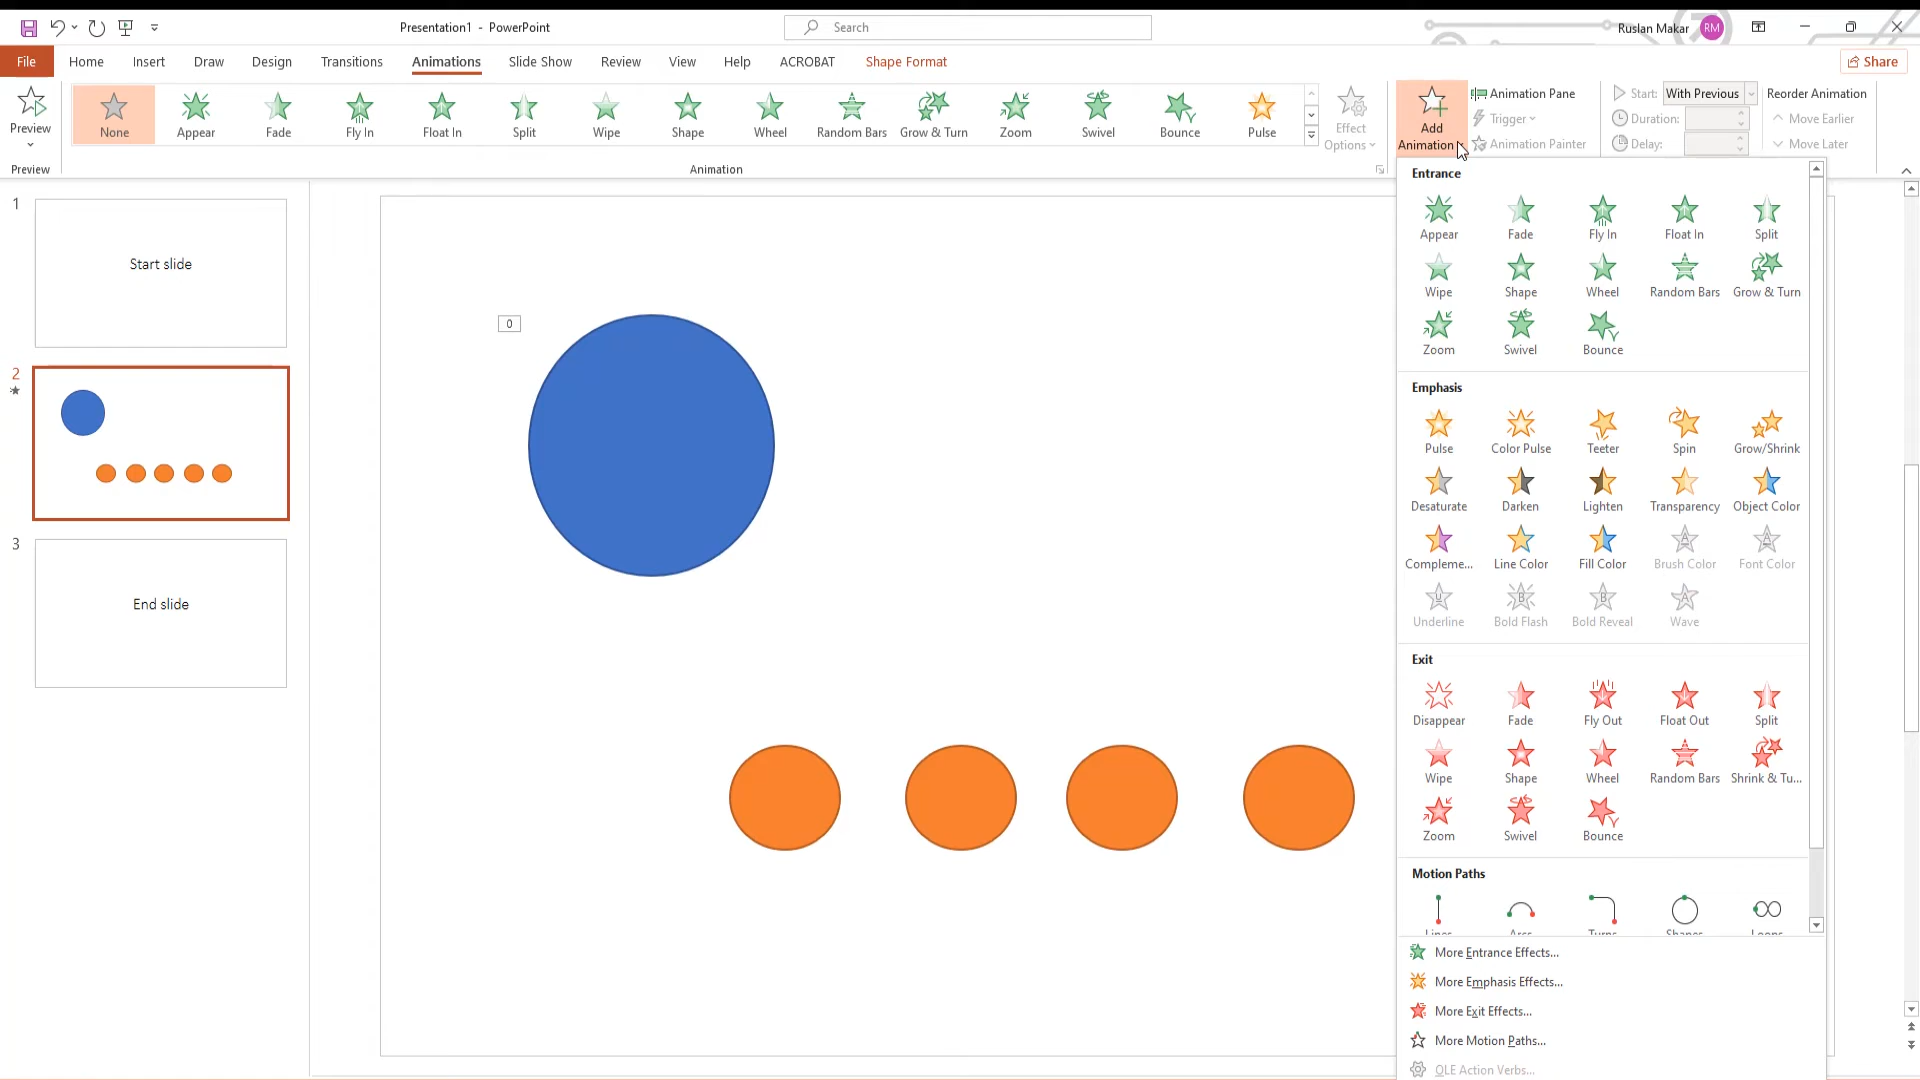 Presentation1 - PowerPoint
Search
Ruslan Makar
RM
File
Home
Insert
Draw
Design
Transitions
Animations
Slide Show
Review
View
Help
ACROBAT
Shape Format
Share
Preview
None
Appear
Fade
Fly In
Float In
Split
Wipe
Shape
Wheel
Random Bars
Grow & Turn
Zoom
Swivel
Bounce
Pulse
Effect
Options
Add
Animation
Animation Pane
Trigger
Animation Painter
Start:
With Previous
Duration:
Delay:
Reorder Animation
Move Earlier
Move Later
Preview
Animation
1
Start slide
2
3
End slide
0
Entrance
Appear
Fade
Fly In
Float In
Split
Wipe
Shape
Wheel
Random Bars
Grow & Turn
Zoom
Swivel
Bounce
Emphasis
Pulse
Color Pulse
Teeter
Spin
Grow/Shrink
Desaturate
Darken
Lighten
Transparency
Object Color
Compleme...
Line Color
Fill Color
Brush Color
Font Color
Underline
Bold Flash
Bold Reveal
Wave
Exit
Disappear
Fade
Fly Out
Float Out
Split
Wipe
Shape
Wheel
Random Bars
Shrink & Tu...
Zoom
Swivel
Bounce
Motion Paths
Lines
Arcs
Turns
Shapes
Loops
More Entrance Effects...
More Emphasis Effects...
More Exit Effects...
More Motion Paths...
OLE Action Verbs...